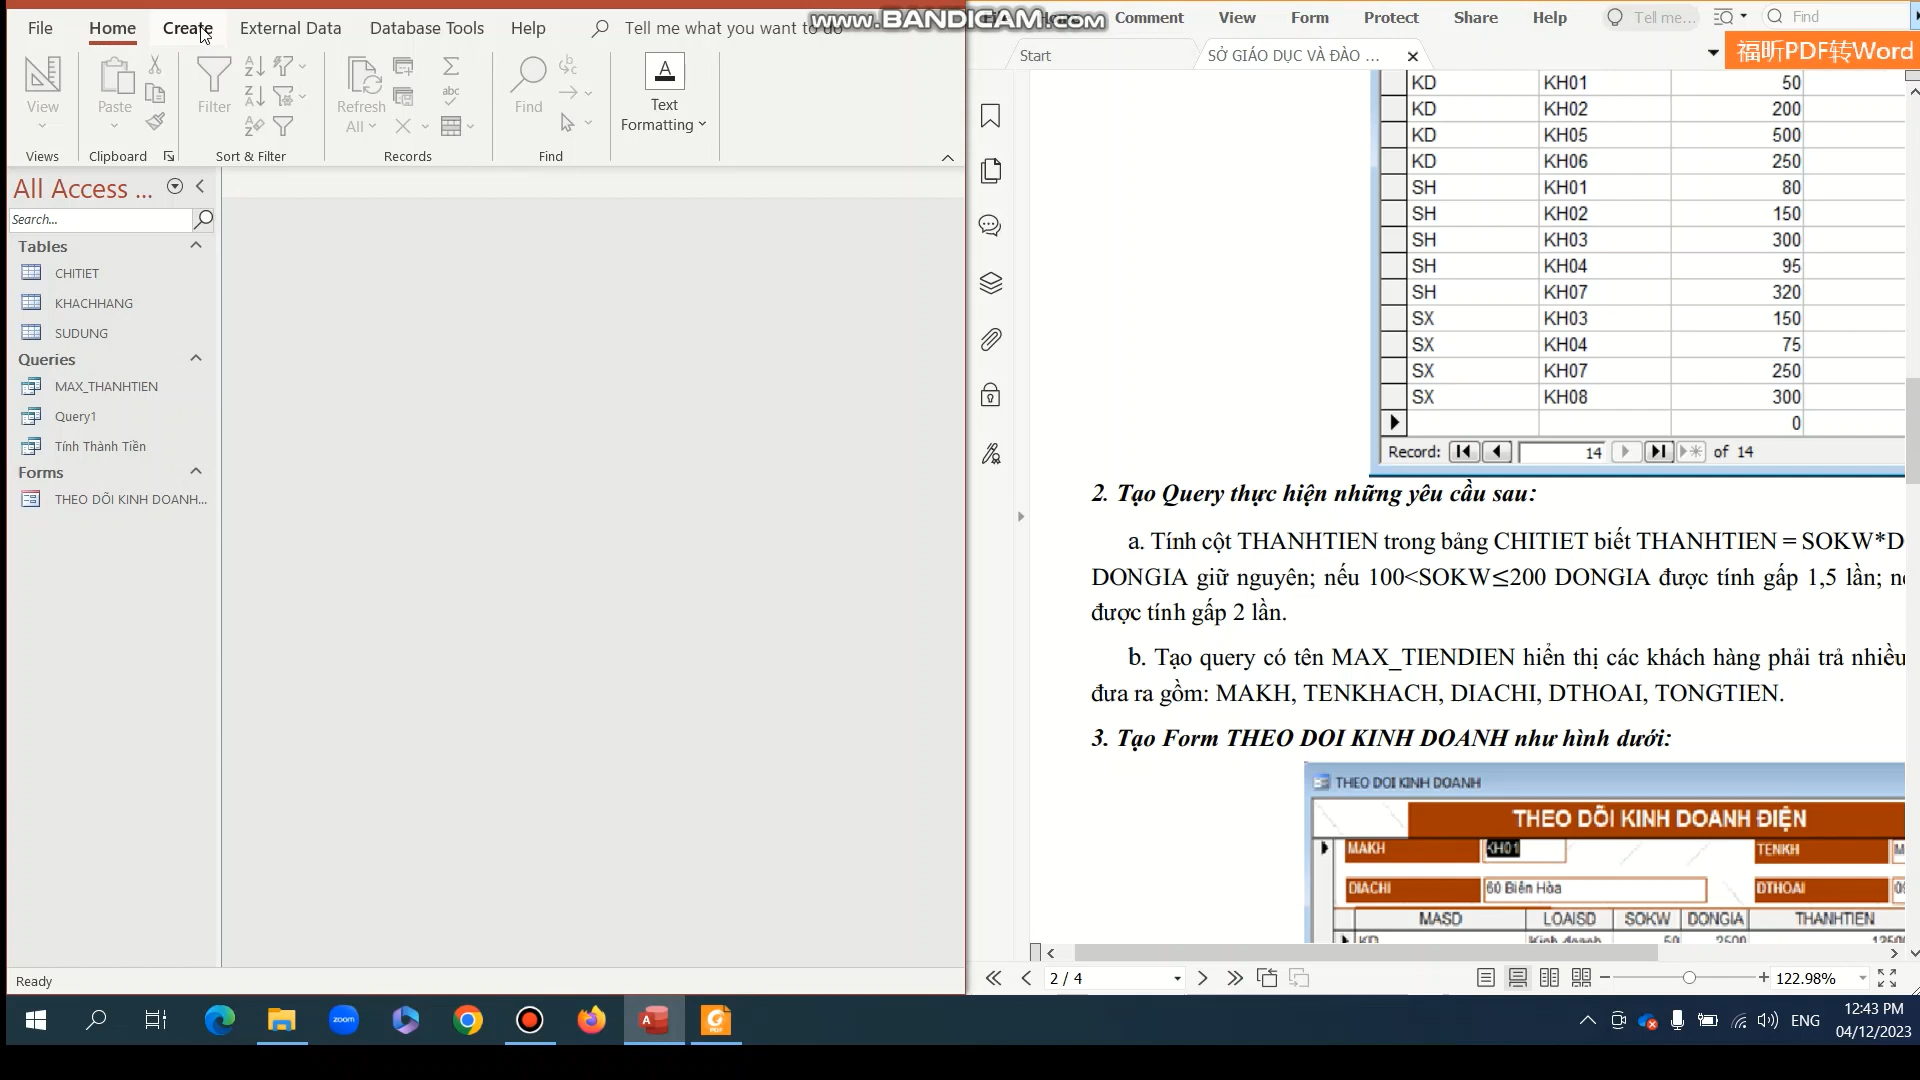 File Home Create External Data Database Tools Help Tell me what you want to do
www.BANDICAM.com
View
Paste
Filter
Refresh All
Find
Text Formatting
Views Clipboard Sort & Filter Records Find
All Access ...
Search...
Tables
CHITIET
KHACHHANG
SUDUNG
Queries
MAX_THANHTIEN
Query1
Tính Thành Tiền
Forms
THEO DÕI KINH DOANH...
Ready
Comment View Form Protect Share Help Tell me... Find
Start SỞ GIÁO DỤC VÀ ĐÀO ...
福昕PDF转Word
KD KH01 50
KD KH02 200
KD KH05 500
KD KH06 250
SH KH01 80
SH KH02 150
SH KH03 300
SH KH04 95
SH KH07 320
SX KH03 150
SX KH04 75
SX KH07 250
SX KH08 300
0
Record: 14 of 14
2. Tạo Query thực hiện những yêu cầu sau:
a. Tính cột THANHTIEN trong bảng CHITIET biết THANHTIEN = SOKW*D
DONGIA giữ nguyên; nếu 100<SOKW≤200 DONGIA được tính gấp 1,5 lần; n
được tính gấp 2 lần.
b. Tạo query có tên MAX_TIENDIEN hiển thị các khách hàng phải trả nhiều
đưa ra gồm: MAKH, TENKHACH, DIACHI, DTHOAI, TONGTIEN.
3. Tạo Form THEO DOI KINH DOANH như hình dưới:
THEO DOI KINH DOANH
THEO DÕI KINH DOANH ĐIỆN
MAKH KH01 TENKH M
DIACHI 60 Biên Hòa DTHOAI
MASD LOAISD SOKW DONGIA THANHTIEN
KD Kinh doanh 50 2500
2 / 4
122.98%
zoom
ENG
12:43 PM
04/12/2023